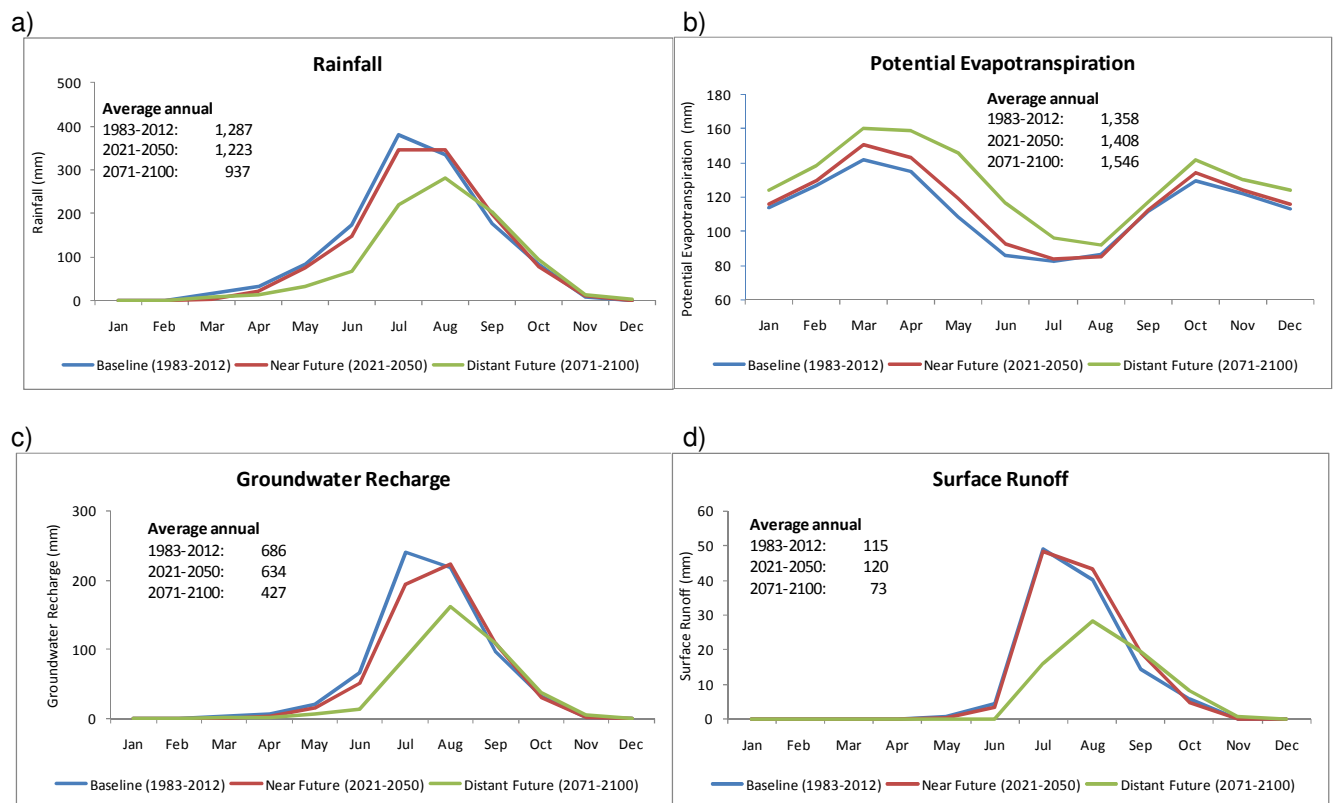 a)
Rainfall
Rainfall (mm)
500
400
300
200
100
0
Average annual
1983-2012: 1,287
2021-2050: 1,223
2071-2100: 937
Jan Feb Mar Apr May Jun Jul Aug Sep Oct Nov Dec
Baseline (1983-2012) Near Future (2021-2050) Distant Future (2071-2100)
b)
Potential Evapotranspiration
Potential Evapotranspiration (mm)
180
160
140
120
100
80
60
Average annual
1983-2012: 1,358
2021-2050: 1,408
2071-2100: 1,546
Jan Feb Mar Apr May Jun Jul Aug Sep Oct Nov Dec
Baseline (1983-2012) Near Future (2021-2050) Distant Future (2071-2100)
c)
Groundwater Recharge
Groundwater Recharge (mm)
300
200
100
0
Average annual
1983-2012: 686
2021-2050: 634
2071-2100: 427
Jan Feb Mar Apr May Jun Jul Aug Sep Oct Nov Dec
Baseline (1983-2012) Near Future (2021-2050) Distant Future (2071-2100)
d)
Surface Runoff
Surface Runoff (mm)
60
50
40
30
20
10
0
Average annual
1983-2012: 115
2021-2050: 120
2071-2100: 73
Jan Feb Mar Apr May Jun Jul Aug Sep Oct Nov Dec
Baseline (1983-2012) Near Future (2021-2050) Distant Future (2071-2100)